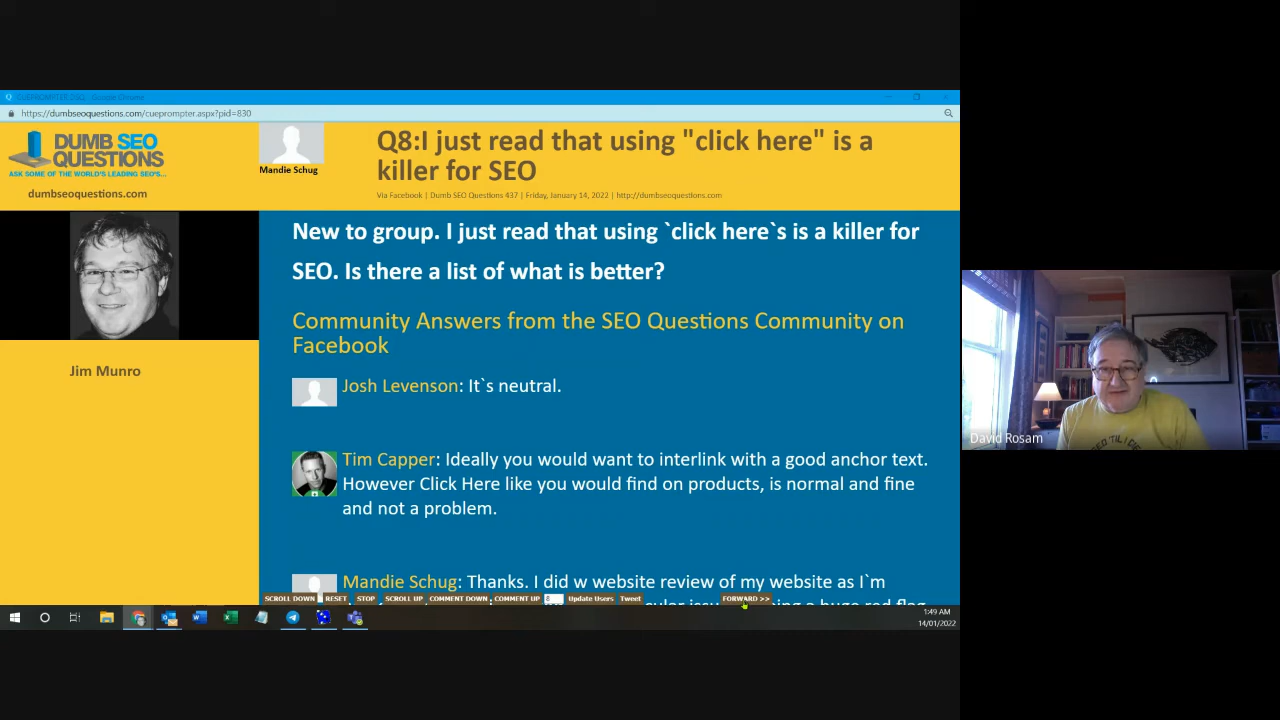 https://dumbseoquestions.com/cueprompter.aspx?pid=830
DUMB SEO
QUESTIONS
ASK SOME OF THE WORLD'S LEADING SEO'S...
dumbseoquestions.com
Mandie Schug
Q8:I just read that using "click here" is a
killer for SEO
Via Facebook | Dumb SEO Questions 437 | Friday, January 14, 2022 | http://dumbseoquestions.com
Jim Munro
New to group. I just read that using `click here`s is a killer for
SEO. Is there a list of what is better?
Community Answers from the SEO Questions Community on
Facebook
Josh Levenson: It`s neutral.
Tim Capper: Ideally you would want to interlink with a good anchor text.
However Click Here like you would find on products, is normal and fine
and not a problem.
Mandie Schug: Thanks. I did w website review of my website as I`m
SCROLL DOWN RESET STOP SCROLL UP COMMENT DOWN COMMENT UP 8 Update Users Tweet FORWARD >>
1:49 AM
14/01/2022
David Rosam